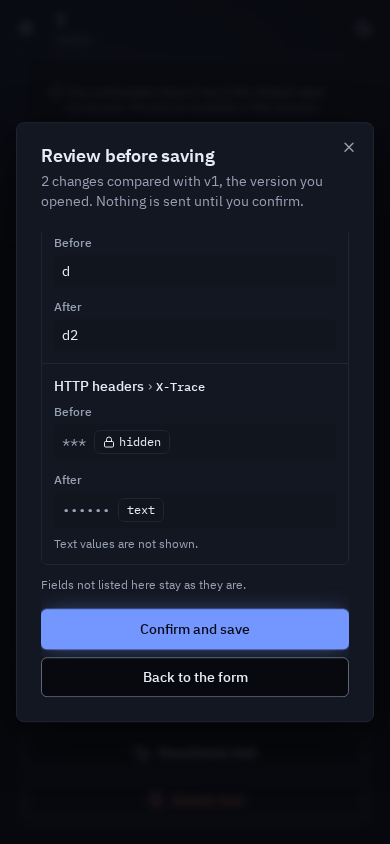 Review before saving
2 changes compared with v1, the version you
opened. Nothing is sent until you confirm.
Before
d
After
d2
HTTP headers › X-Trace
Before
*** hidden
After
•••••• text
Text values are not shown.
Fields not listed here stay as they are.
Confirm and save
Back to the form